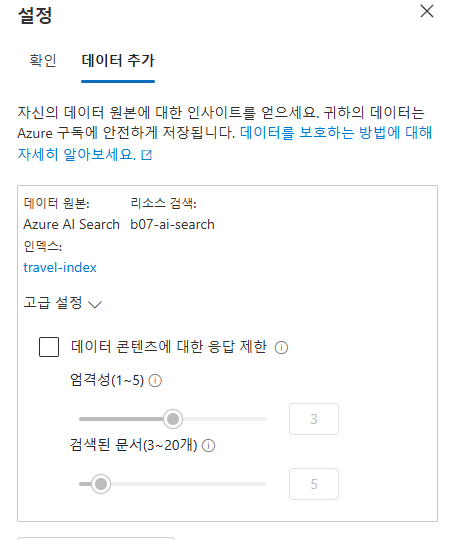 설정
확인 데이터 추가
자신의 데이터 원본에 대한 인사이트를 얻으세요. 귀하의 데이터는
Azure 구독에 안전하게 저장됩니다. 데이터를 보호하는 방법에 대해
자세히 알아보세요.
데이터 원본: 리소스 검색:
Azure AI Search b07-ai-search
인덱스:
travel-index
고급 설정
데이터 콘텐츠에 대한 응답 제한
엄격성(1~5)
3
검색된 문서(3~20개)
5